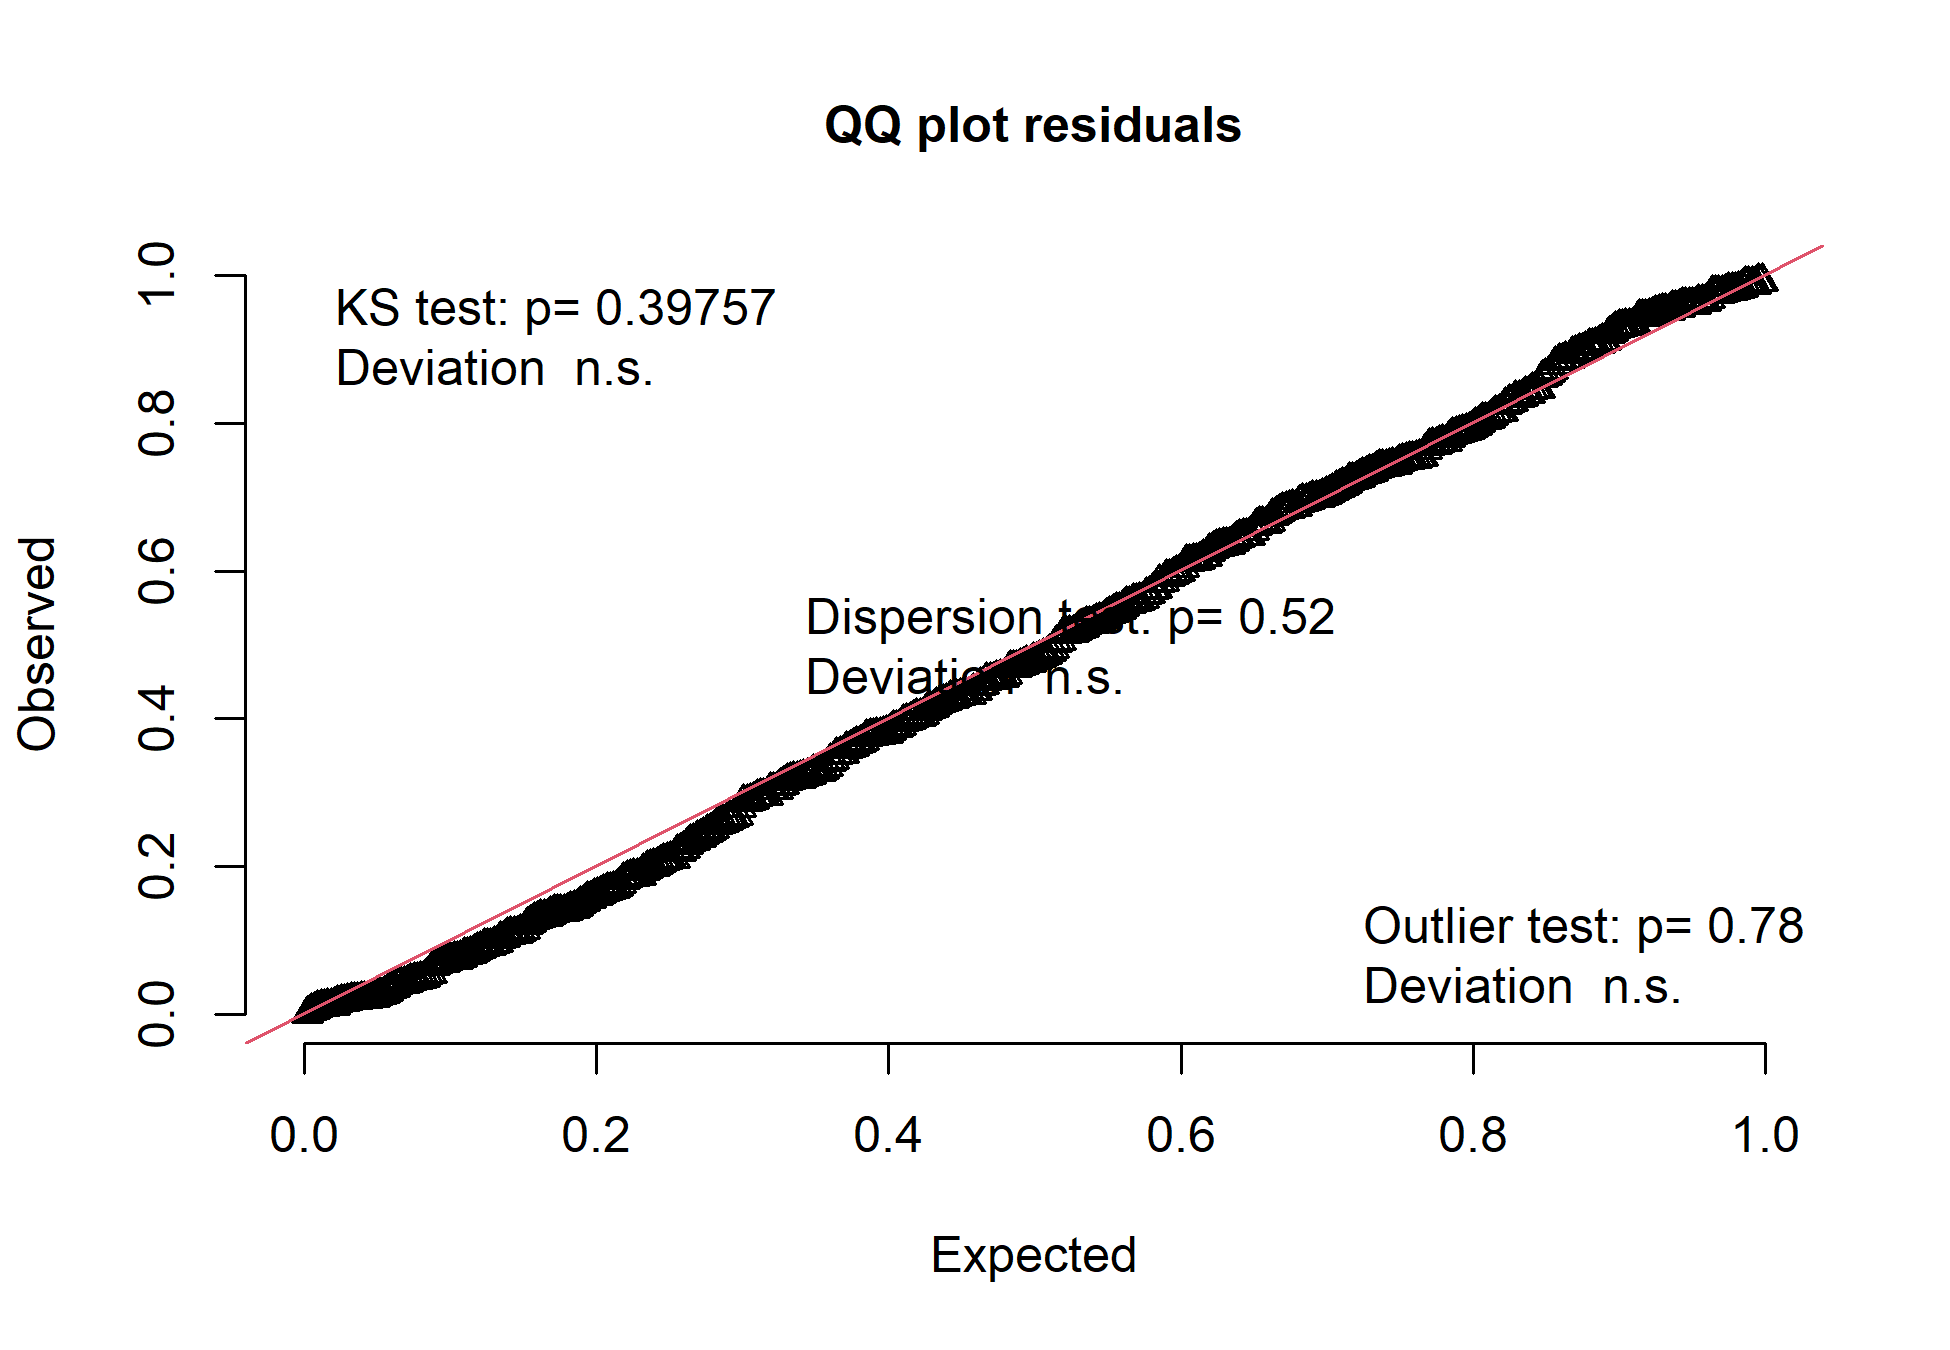 QQ plot residuals
KS test: p= 0.39757
Deviation n.s.
Dispersion test: p= 0.52
Deviation n.s.
Outlier test: p= 0.78
Deviation n.s.
Observed
0.0
0.2
0.4
0.6
0.8
1.0
0.0 0.2 0.4 0.6 0.8 1.0
Expected